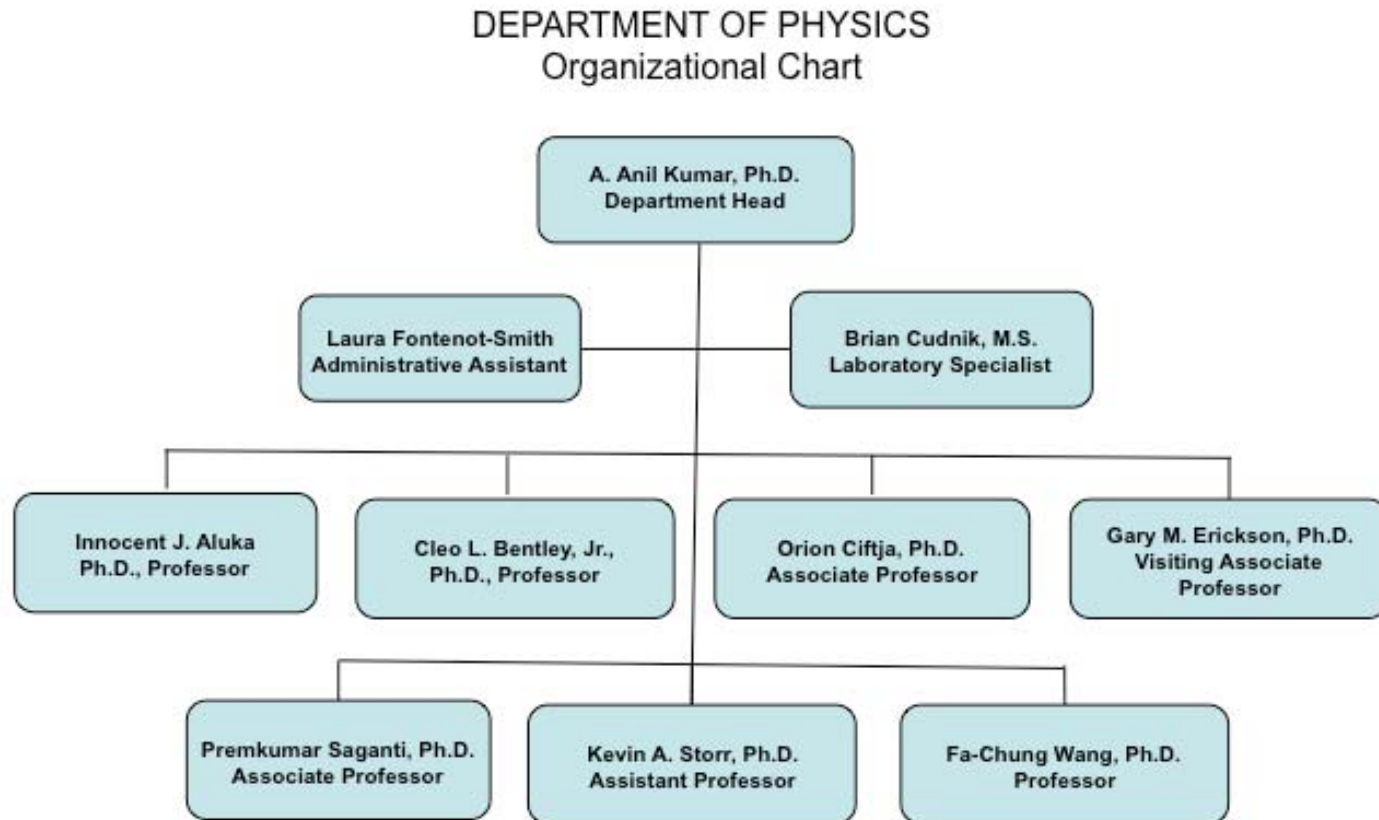 DEPARTMENT OF PHYSICS
Organizational Chart
A. Anil Kumar, Ph.D.
Department Head
Laura Fontenot-Smith
Administrative Assistant
Brian Cudnik, M.S.
Laboratory Specialist
Innocent J. Aluka
Ph.D., Professor
Cleo L. Bentley, Jr.,
Ph.D., Professor
Orion Ciftja, Ph.D.
Associate Professor
Gary M. Erickson, Ph.D.
Visiting Associate
Professor
Premkumar Saganti, Ph.D.
Associate Professor
Kevin A. Storr, Ph.D.
Assistant Professor
Fa-Chung Wang, Ph.D.
Professor